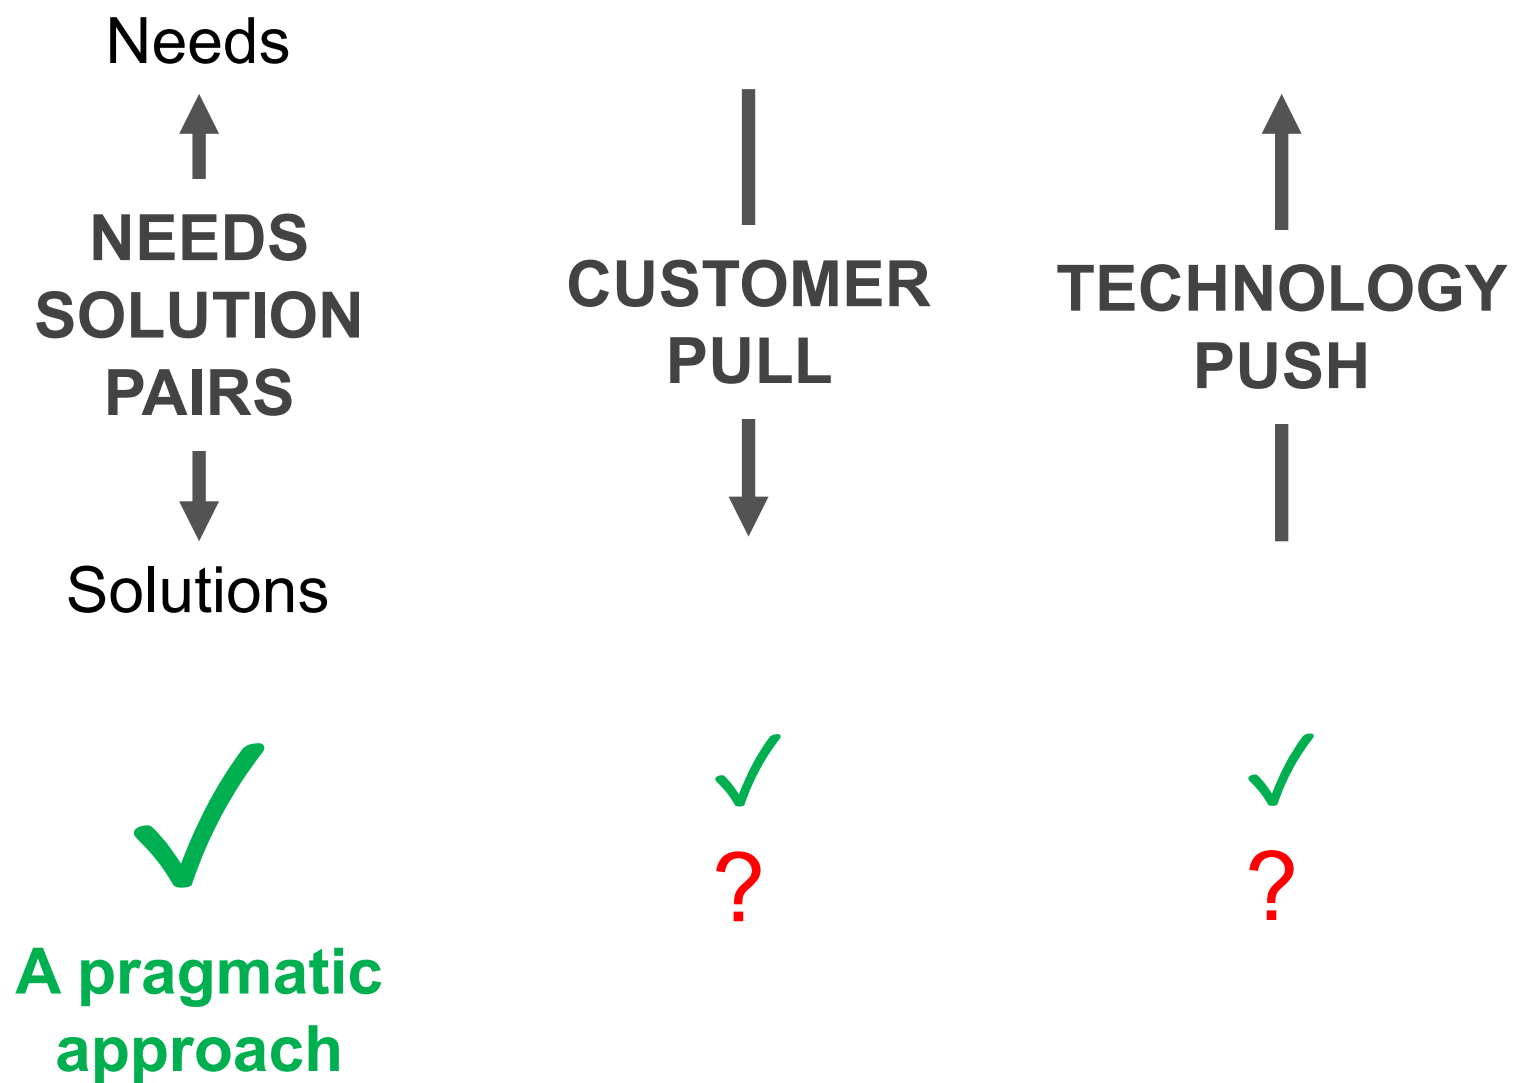 Needs
NEEDS
SOLUTION
PAIRS
Solutions
CUSTOMER
PULL
TECHNOLOGY
PUSH
?
?
A pragmatic
approach